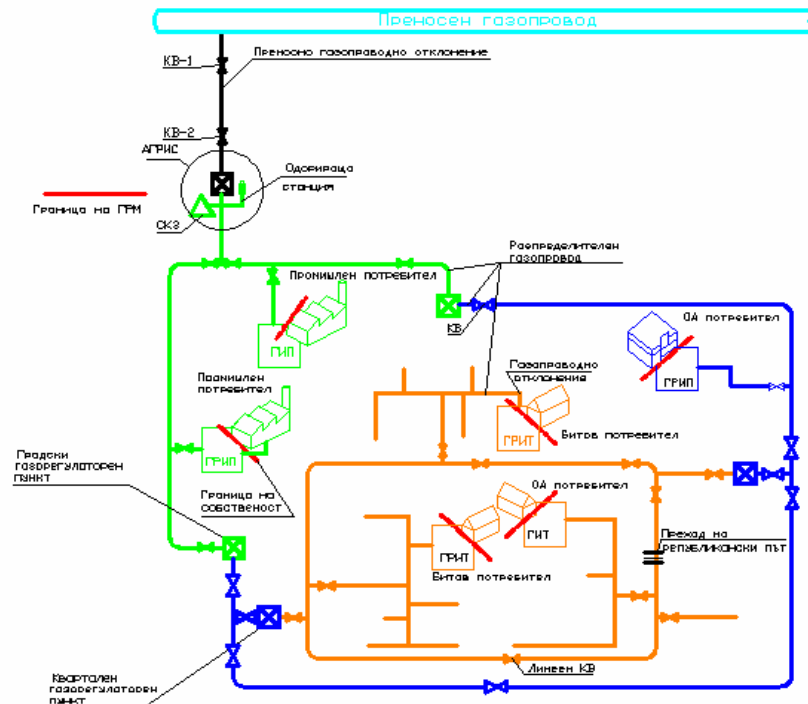 Преносен газопровод
КВ-1
Преносно газопроводно отклонение
КВ-2
АГРИС
Одорираща
станция
Граница на ГРМ
СКЗ
Разпределителен
газопровод
Промишлен потребител
ОА потребител
КВ
ГИП
Газопроводно
отклонение
ГРИП
Промишлен
потребител
ГРИТ
Битов потребител
ГРИП
Градски
газорегулаторен
пункт
Граница на
собственост
ОА потребител
ГРИТ
ГИТ
Преход на
републикански път
Битов потребител
Линеен КВ
Квартален
газорегулаторен
пункт